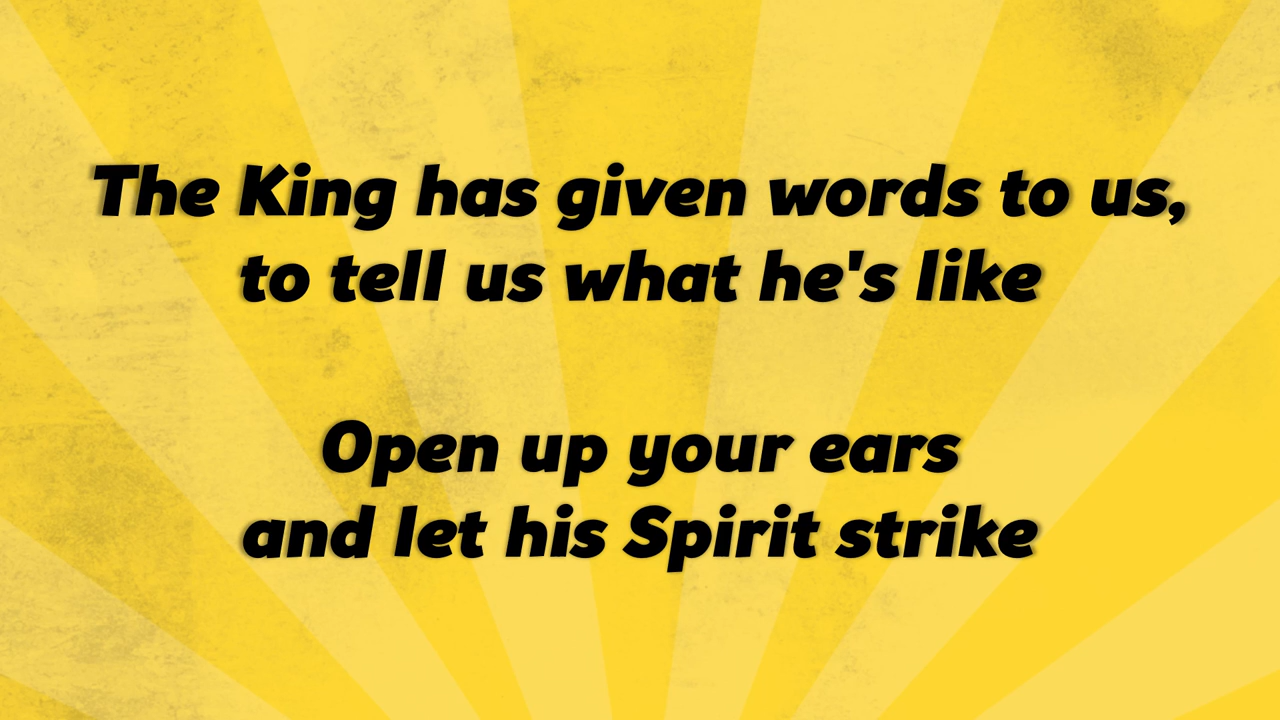 The King has given words to us,
to tell us what he's like
Open up your ears
and let his Spirit strike